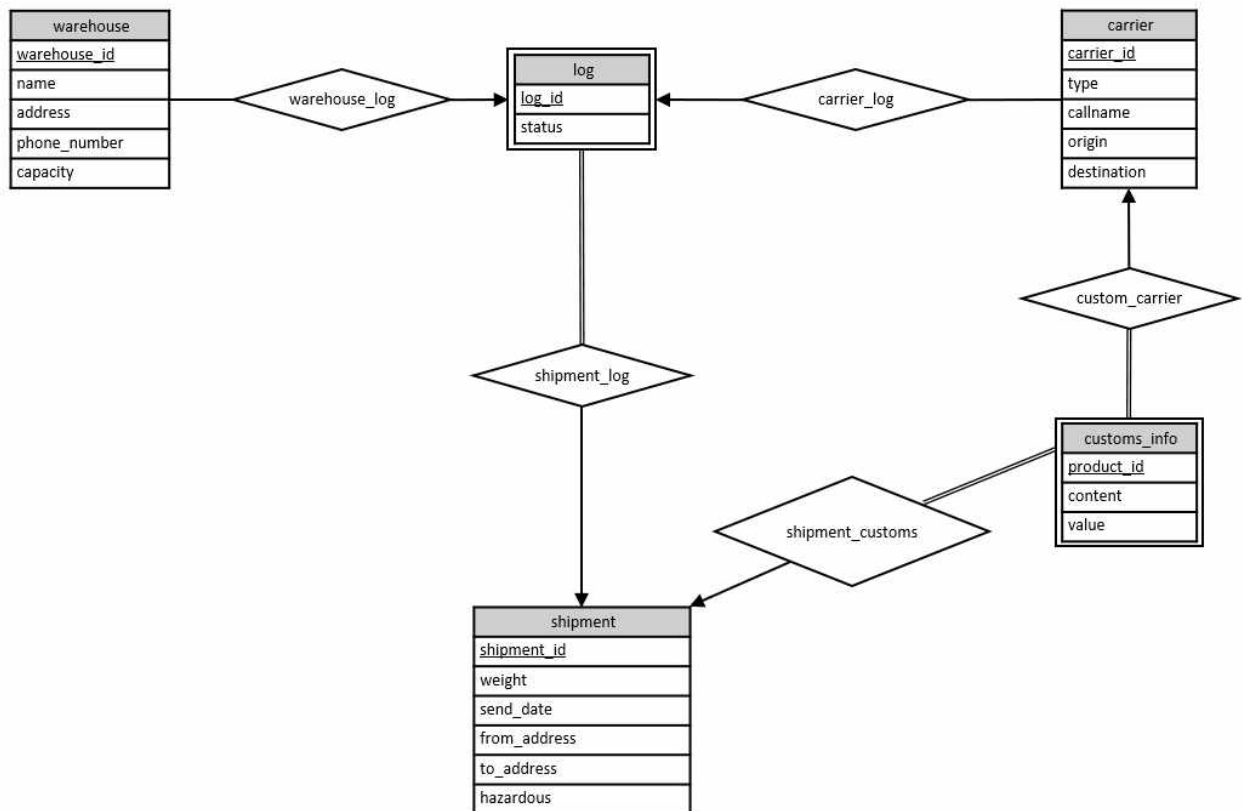 warehouse
warehouse_id
name
address
phone_number
capacity
warehouse_log
log
log_id
status
carrier_log
carrier
carrier_id
type
callname
origin
destination
custom_carrier
shipment_log
customs_info
product_id
content
value
shipment_customs
shipment
shipment_id
weight
send_date
from_address
to_address
hazardous